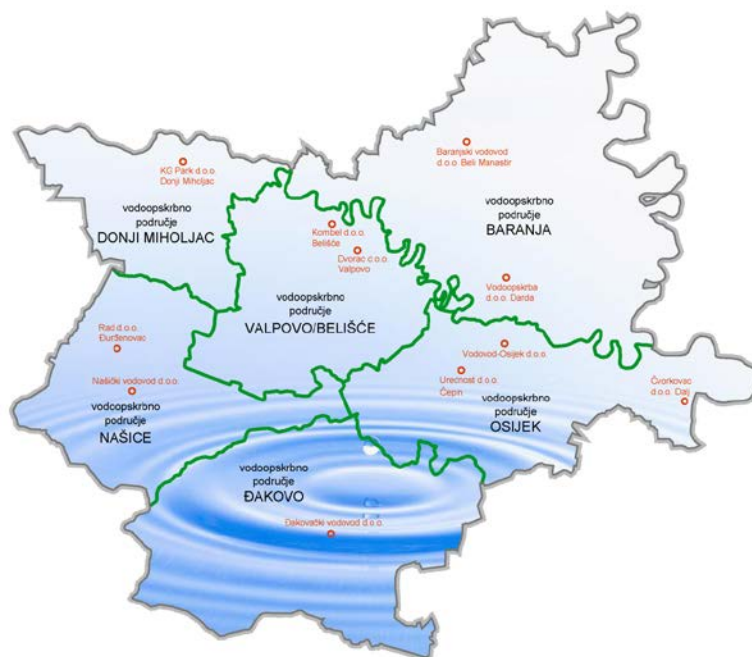 KG Park d.o.o
Donji Miholjac
vodoopskrbno
područje
DONJI MIHOLJAC
Baranjski vodovod
d.o.o Beli Manastir
vodoopskrbno
područje
BARANJA
Kombel d.o.o.
Belišće
Dvorac c o.o.
Valpovo
vodoopskrbno
područje
VALPOVO/BELIŠĆE
Vodoopskrba
d.o.o. Darda
Rad d.o.o.
Đurđenovac
Našički vodovod d.o.o.
vodoopskrbno
područje
NAŠICE
Vodovod-Osijek d.o.o.
Urednost d.o.o.
Čepin
vodoopskrbno
područje
OSIJEK
Čvorkovac
d.o.o. Dalj
vodoopskrbno
područje
ĐAKOVO
Đakovački vodovod d.o.o.